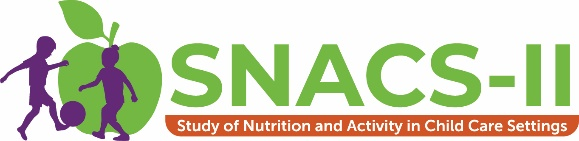 SNACS-II
Study of Nutrition and Activity in Child Care Settings